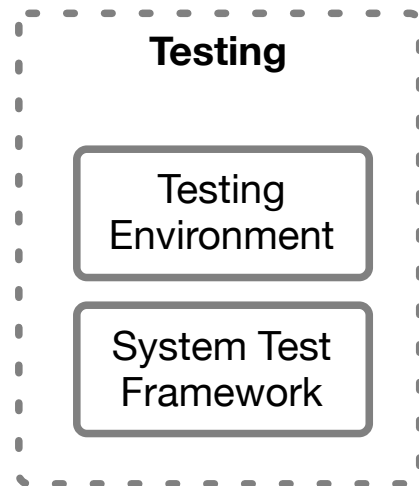 Testing
Testing
Environment
System Test
Framework